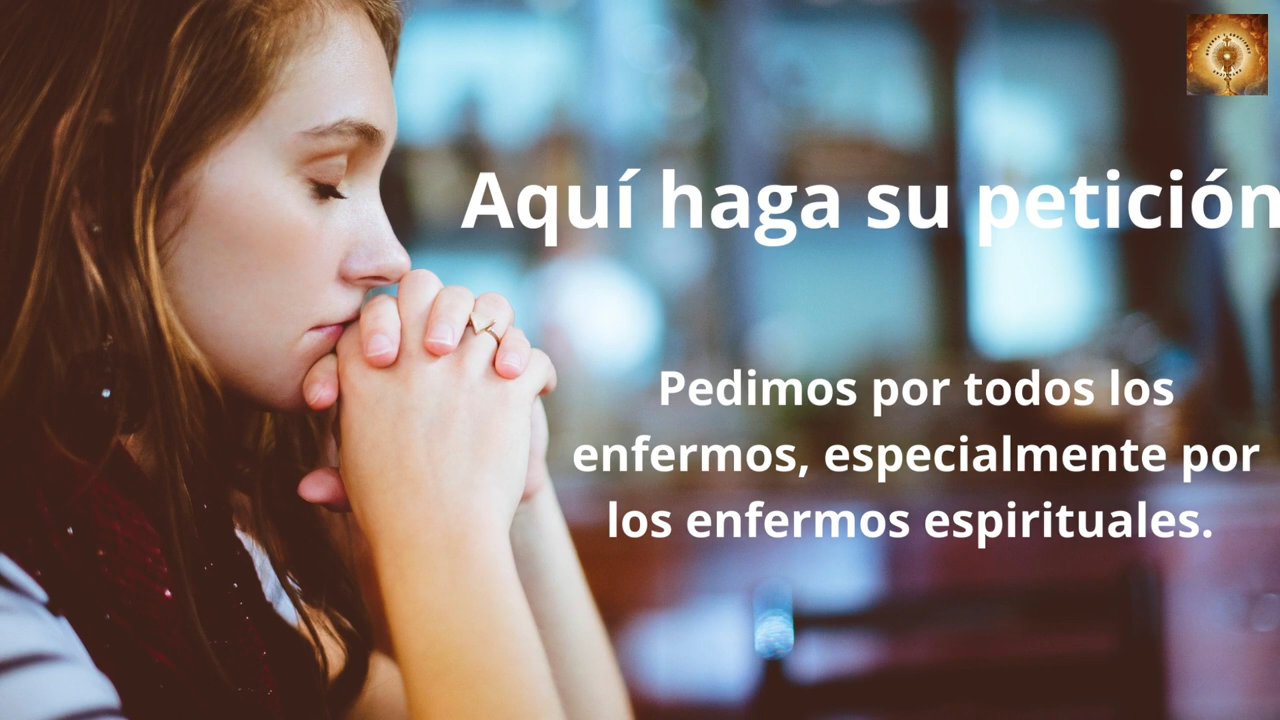 Aquí haga su petición
Pedimos por todos los
enfermos, especialmente por
los enfermos espirituales.